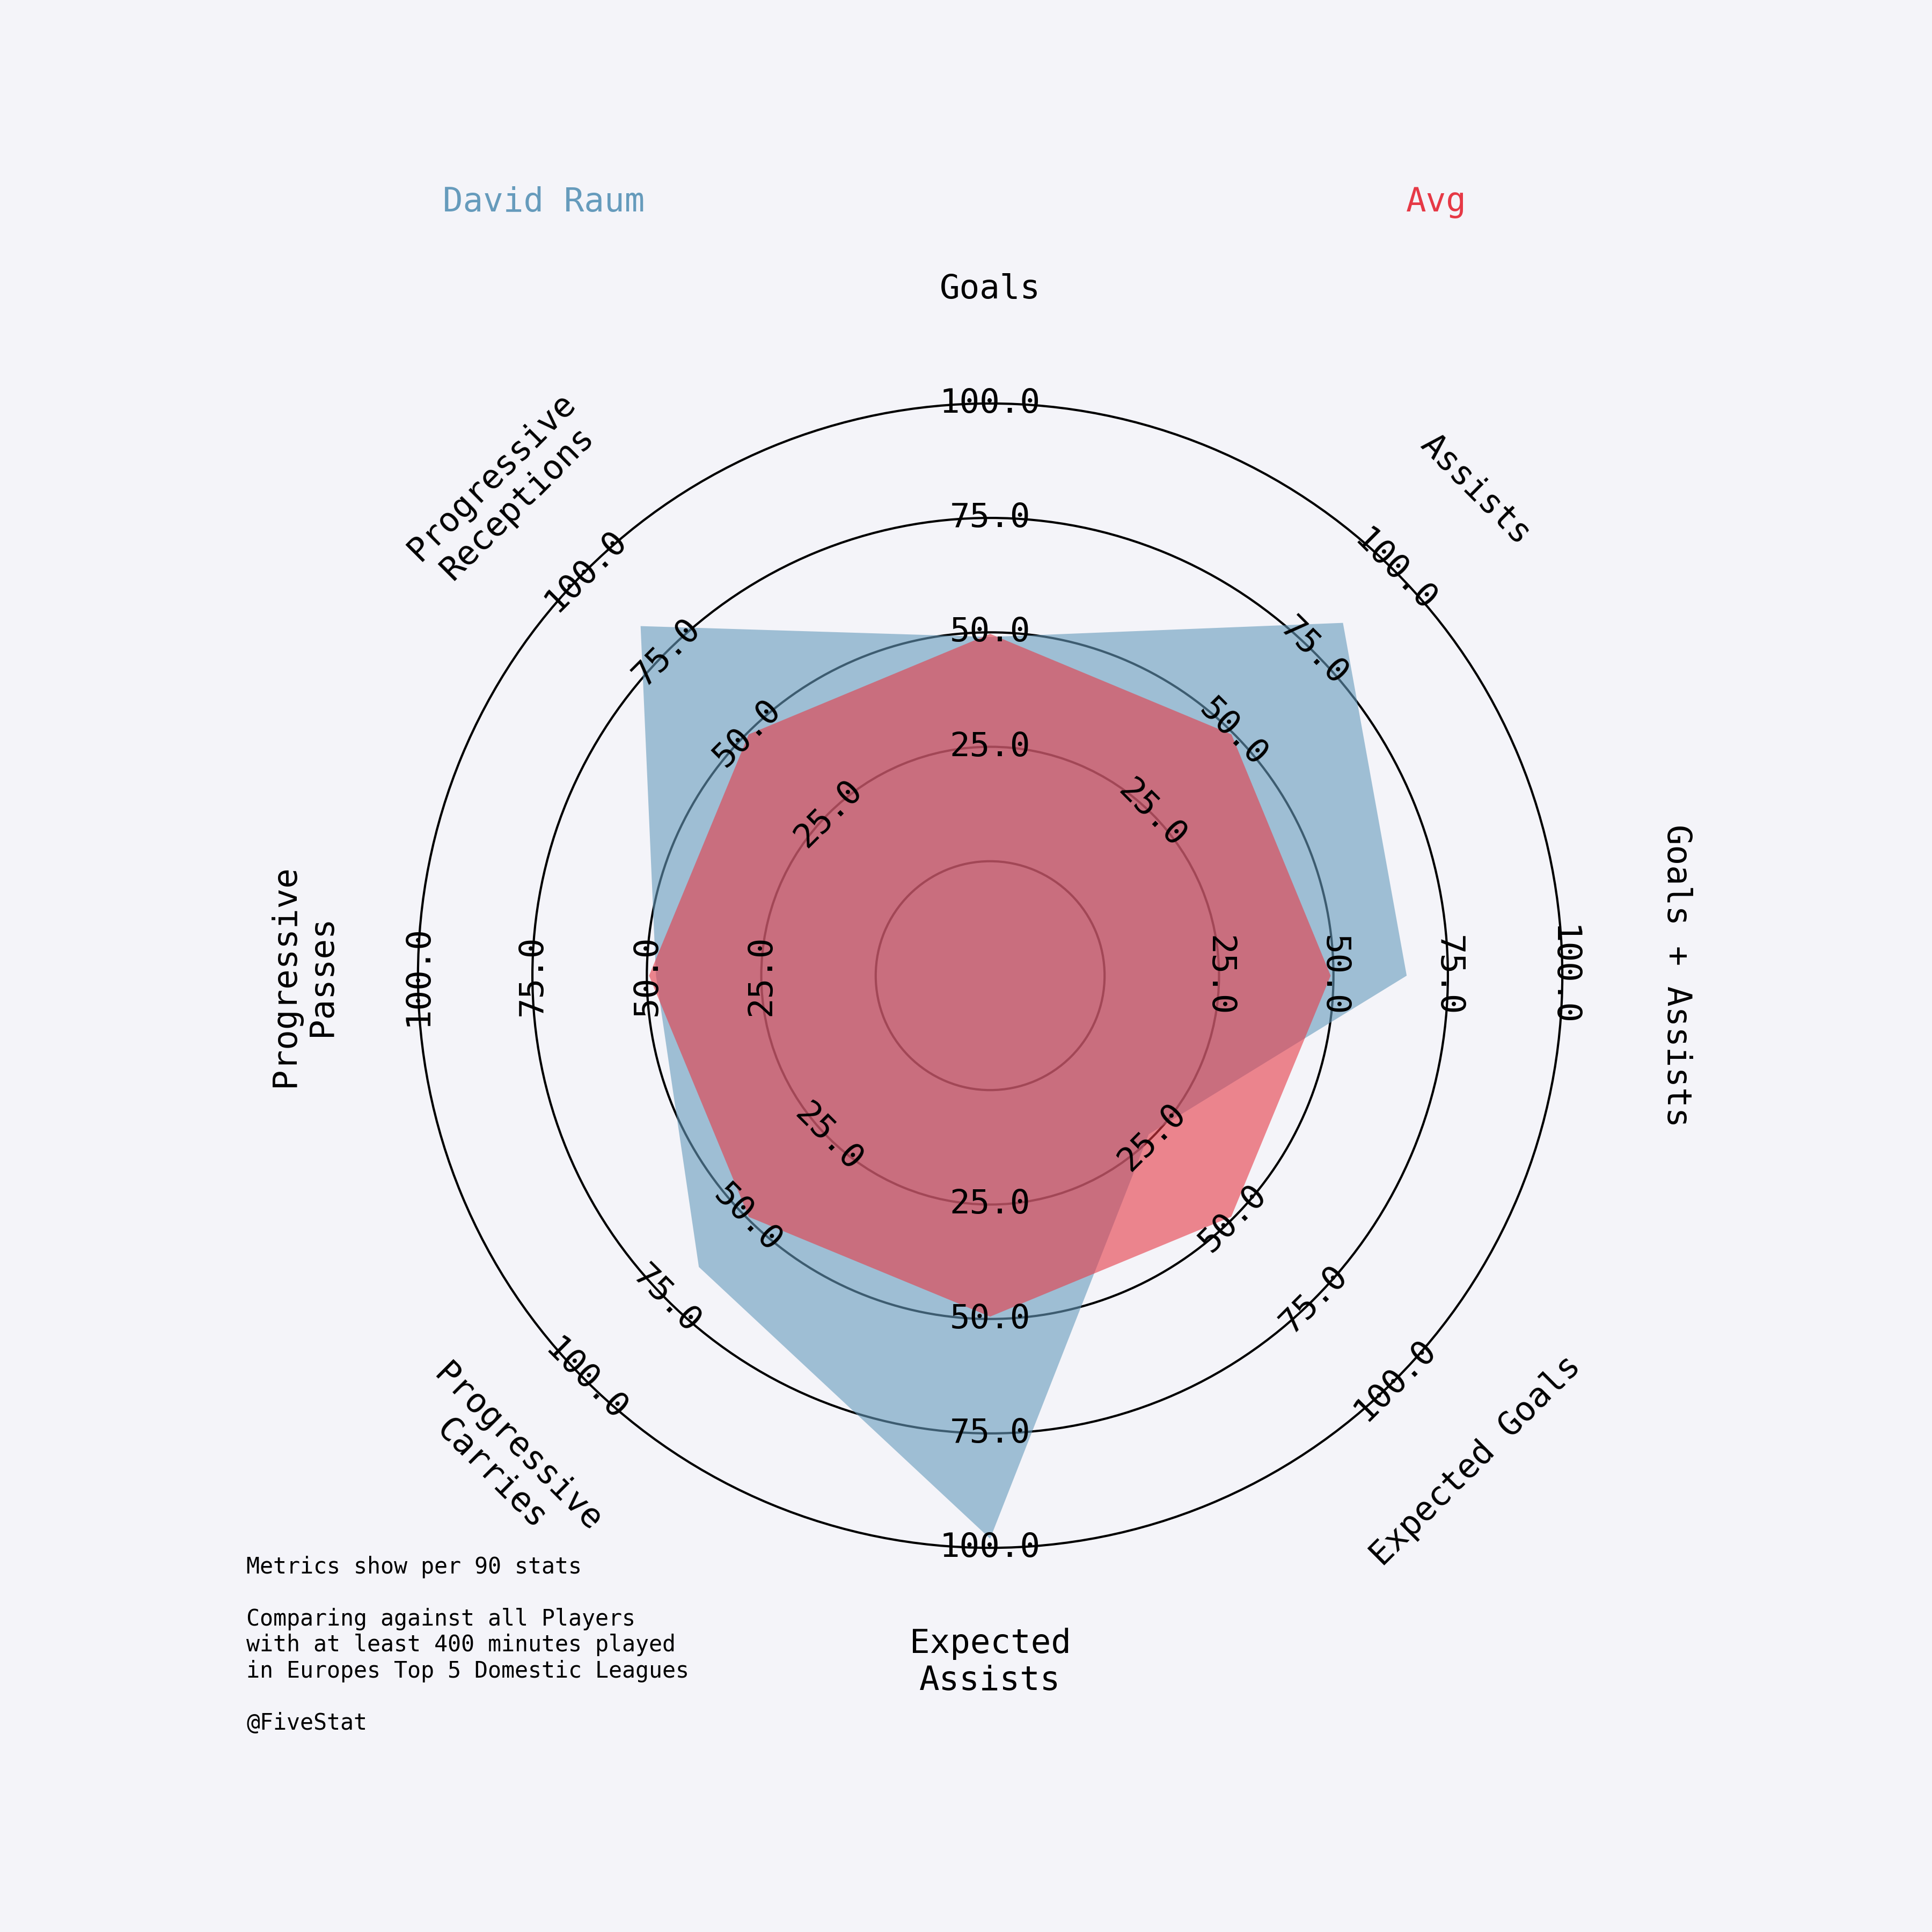 David Raum
Avg
Goals
Assists
Goals + Assists
Expected Goals
Expected
Assists
Progressive
Carries
Progressive
Passes
Progressive
Receptions
25.0
50.0
75.0
100.0
25.0
50.0
75.0
100.0
25.0
50.0
75.0
100.0
25.0
50.0
75.0
100.0
25.0
50.0
75.0
100.0
25.0
50.0
75.0
100.0
25.0
50.0
75.0
100.0
25.0
50.0
75.0
100.0
Metrics show per 90 stats
Comparing against all Players
with at least 400 minutes played
in Europes Top 5 Domestic Leagues
@FiveStat